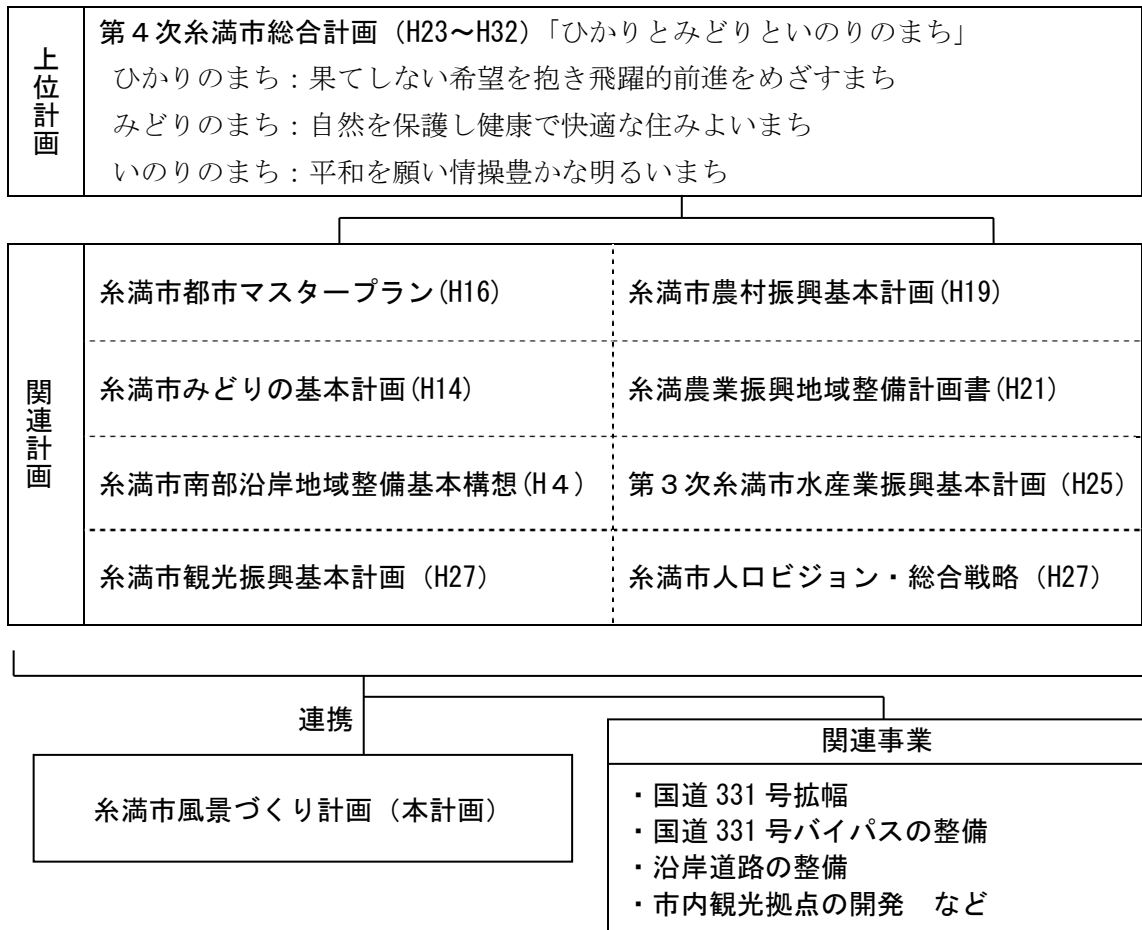 上位計画
第４次糸満市総合計画（H23～H32）「ひかりとみどりといのりのまち」
ひかりのまち：果てしない希望を抱き飛躍的前進をめざすまち
みどりのまち：自然を保護し健康で快適な住みよいまち
いのりのまち：平和を願い情操豊かな明るいまち
関連計画
糸満市都市マスタープラン(H16)
糸満市農村振興基本計画(H19)
糸満市みどりの基本計画(H14)
糸満農業振興地域整備計画書(H21)
糸満市南部沿岸地域整備基本構想(H４)
第３次糸満市水産業振興基本計画（H25）
糸満市観光振興基本計画（H27）
糸満市人口ビジョン・総合戦略（H27）
連携
糸満市風景づくり計画（本計画）
関連事業
・国道331号拡幅
・国道331号バイパスの整備
・沿岸道路の整備
・市内観光拠点の開発　など